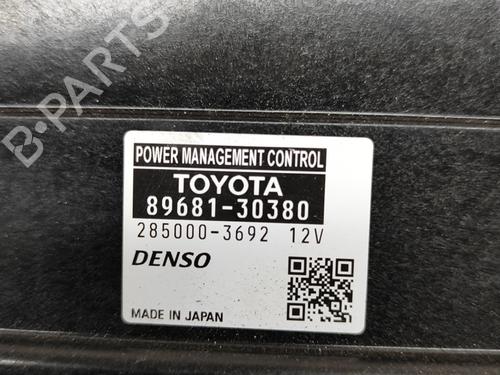 B-PARTS
POWER MANAGEMENT CONTROL
TOYOTA
89681-30380
285000-3692 12V
DENSO
MADE IN JAPAN